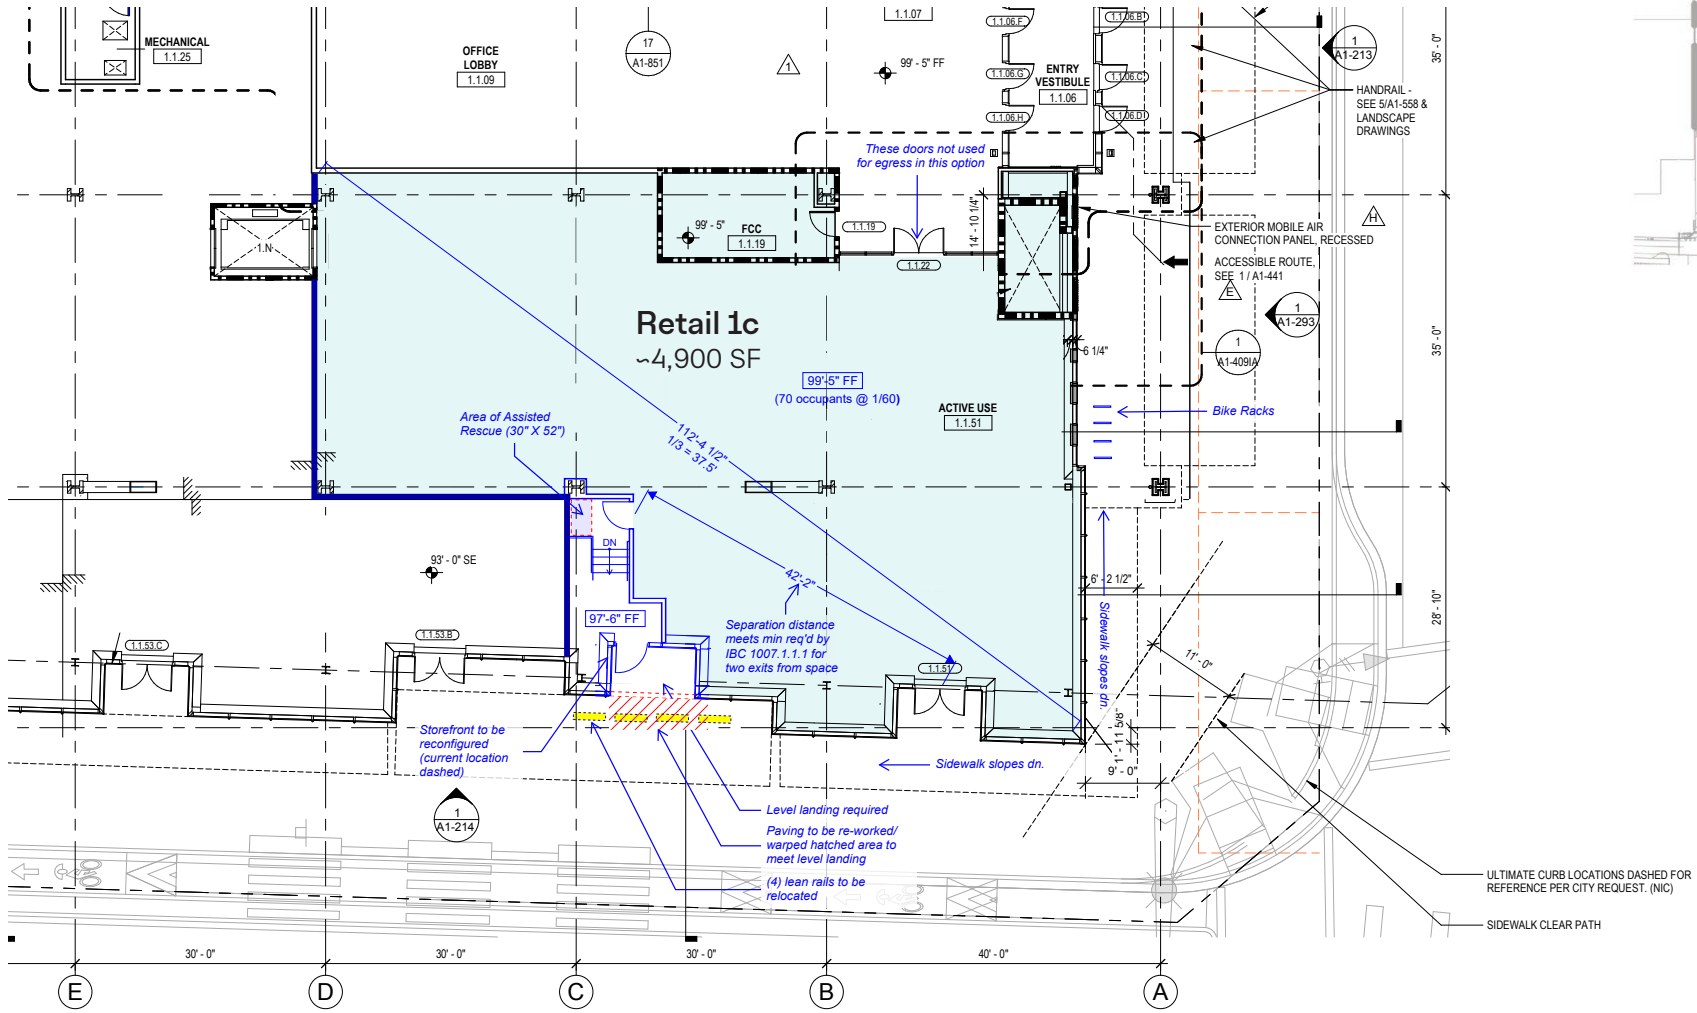 MECHANICAL
1.1.25
OFFICE
LOBBY
1.1.09
17
A1-851
1
1.1.07
99' - 5" FF
1.1.06.F
1.1.06.G
1.1.06.H
ENTRY
VESTIBULE
1.1.06
1.1.06.B
1.1.06.C
1.1.06.D
1
A1-213
35' - 0"
HANDRAIL -
SEE 5/A1-558 &
LANDSCAPE
DRAWINGS
These doors not used
for egress in this option
1.N
99' - 5"
FCC
1.1.19
1.1.19
1.1.22
14' - 10 1/4"
H
EXTERIOR MOBILE AIR
CONNECTION PANEL, RECESSED
ACCESSIBLE ROUTE,
SEE 1 / A1-441
E
1
A1-293
1
A1-409IA
35' - 0"
6 1/4"
Retail 1c
~4,900 SF
99'-5" FF
(70 occupants @ 1/60)
ACTIVE USE
1.1.51
Bike Racks
Area of Assisted
Rescue (30" X 52")
112'-4 1/2"
1/3 = 37.5'
DN
93' - 0" SE
42'-2"
6' - 2 1/2"
Sidewalk slopes dn.
28' - 10"
97'-6" FF
Separation distance
meets min req'd by
IBC 1007.1.1.1 for
two exits from space
1.1.53.C
1.1.53.B
1.1.51
11' - 0"
Storefront to be
reconfigured
(current location
dashed)
1' - 11 5/8"
9' - 0"
Sidewalk slopes dn.
1
A1-214
Level landing required
Paving to be re-worked/
warped hatched area to
meet level landing
(4) lean rails to be
relocated
ULTIMATE CURB LOCATIONS DASHED FOR
REFERENCE PER CITY REQUEST. (NIC)
SIDEWALK CLEAR PATH
30' - 0"
30' - 0"
30' - 0"
40' - 0"
E
D
C
B
A